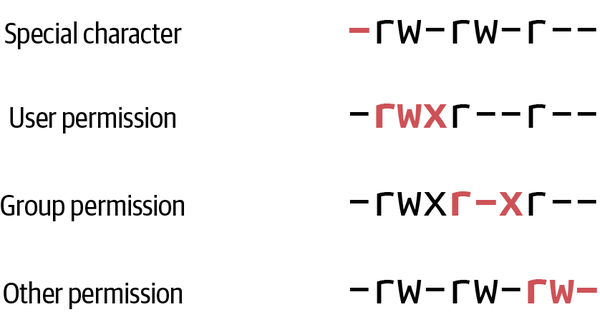 Special character -rw-rw-r--
User permission -rwxr--r--
Group permission -rwxr-xr--
Other permission -rw-rw-rw-